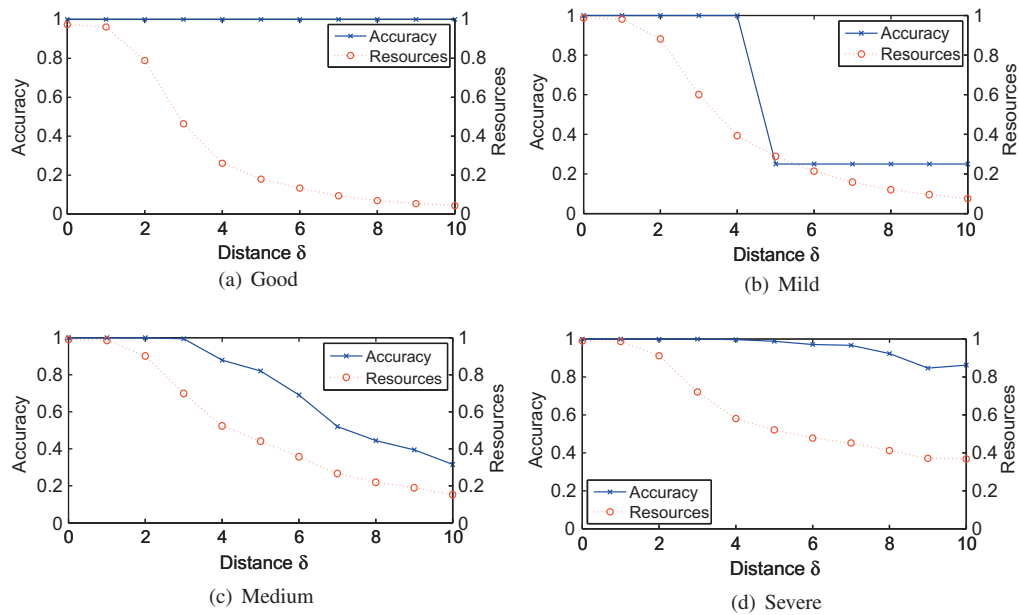 1
0.8
0.6
0.4
0.2
0
Accuracy
0 2 4 6 8 10
Distance δ
1
0.8
0.6
0.4
0.2
0
Resources
Accuracy
Resources
(a) Good
1
0.8
0.6
0.4
0.2
0
Accuracy
0 2 4 6 8 10
Distance δ
1
0.8
0.6
0.4
0.2
0
Resources
Accuracy
Resources
(b) Mild
1
0.8
0.6
0.4
0.2
0
Accuracy
0 2 4 6 8 10
Distance δ
1
0.8
0.6
0.4
0.2
0
Resources
Accuracy
Resources
(c) Medium
1
0.8
0.6
0.4
0.2
0
Accuracy
0 2 4 6 8 10
Distance δ
1
0.8
0.6
0.4
0.2
0
Resources
Accuracy
Resources
(d) Severe